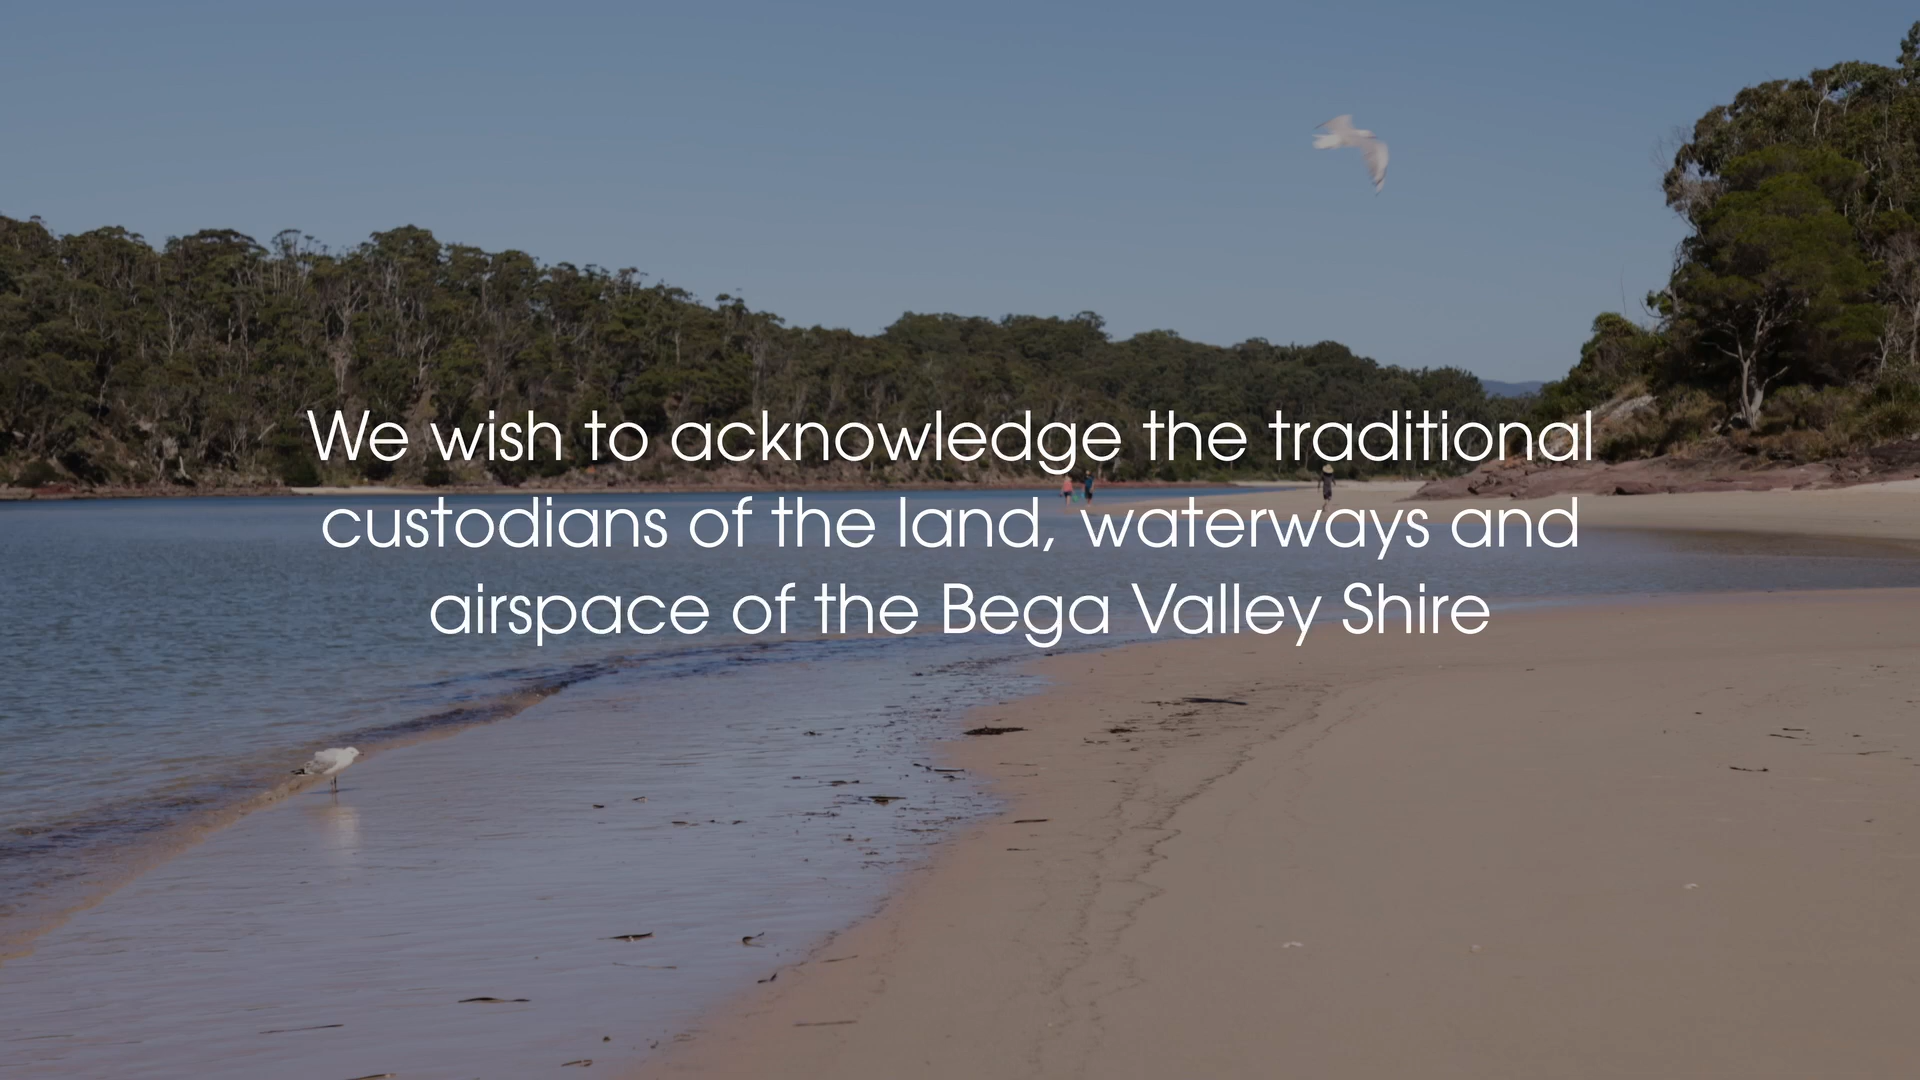 We wish to acknowledge the traditional
custodians of the land, waterways and
airspace of the Bega Valley Shire